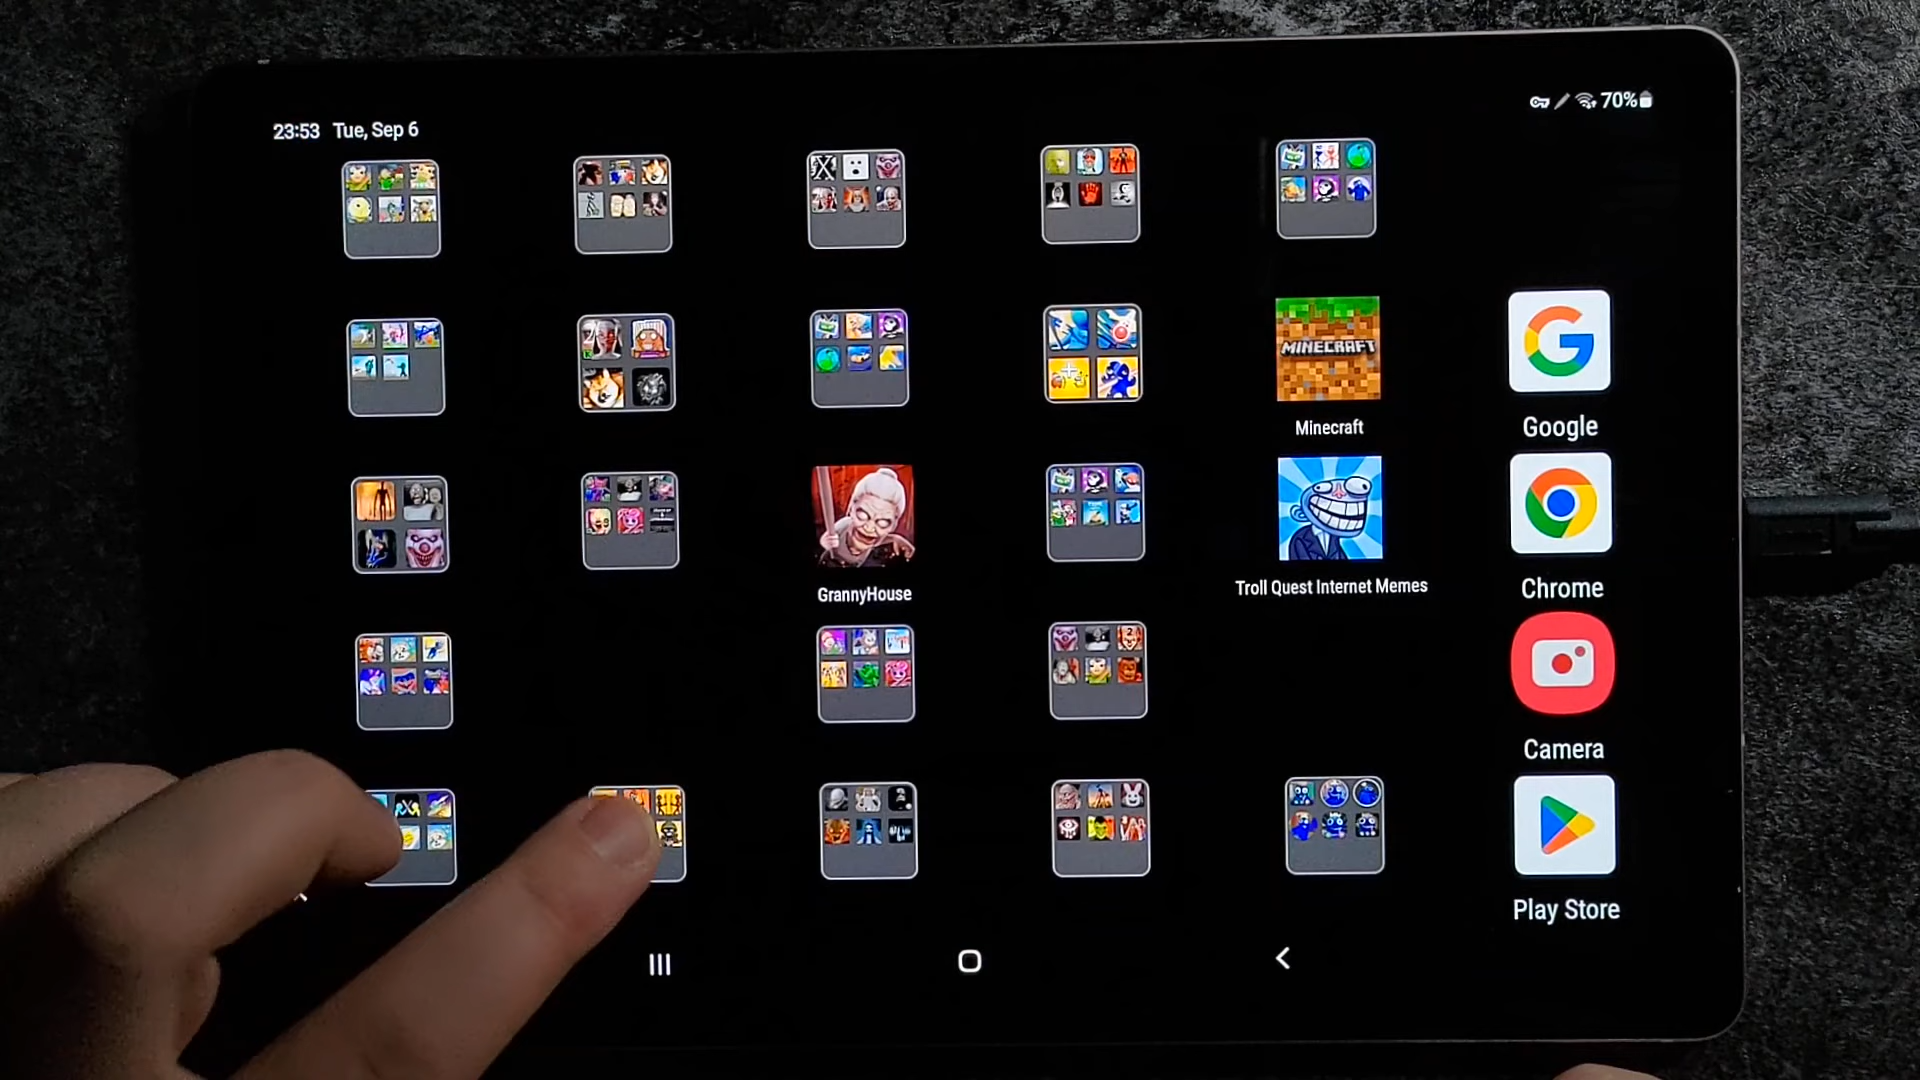 23:53 Tue, Sep 6
70%
MINECRAFT
Minecraft
Google
GrannyHouse
Troll Quest Internet Memes
Chrome
Camera
Play Store